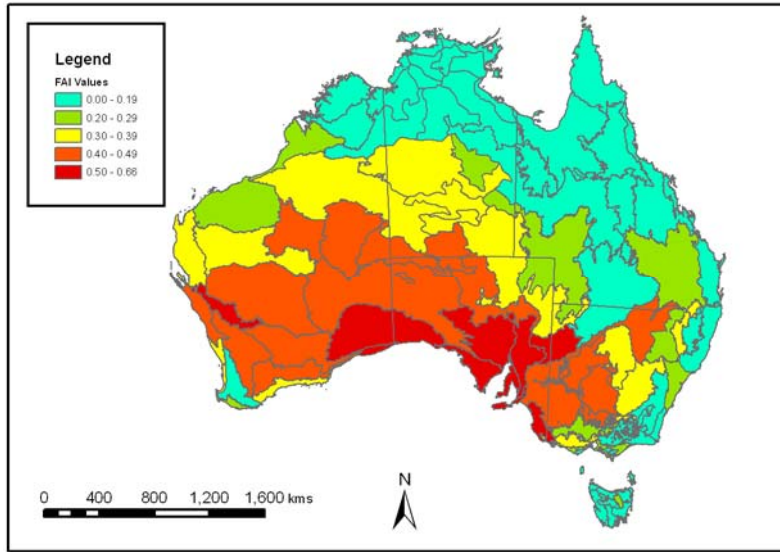 Legend
FAI Values
0.00 - 0.19
0.20 - 0.29
0.30 - 0.39
0.40 - 0.49
0.50 - 0.66
N
0 400 800 1,200 1,600 kms